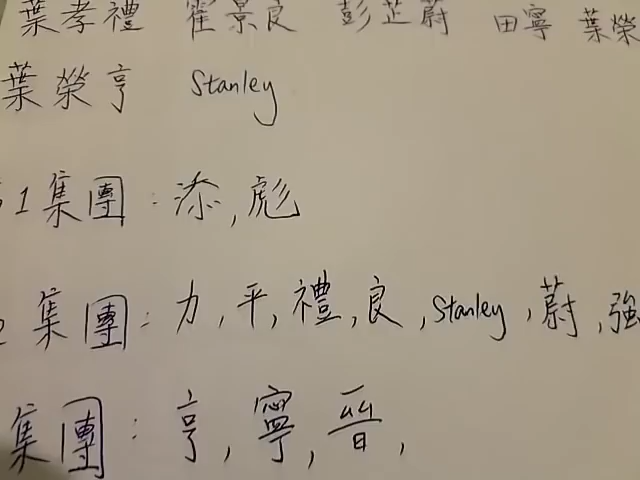 葉孝禮 霍景良 彭芷蔚 田寧 葉榮
葉榮亨 Stanley
1集團：添，彪
集團：力，平，禮，良，Stanley，蔚，強
集團：亨，寧，晉，